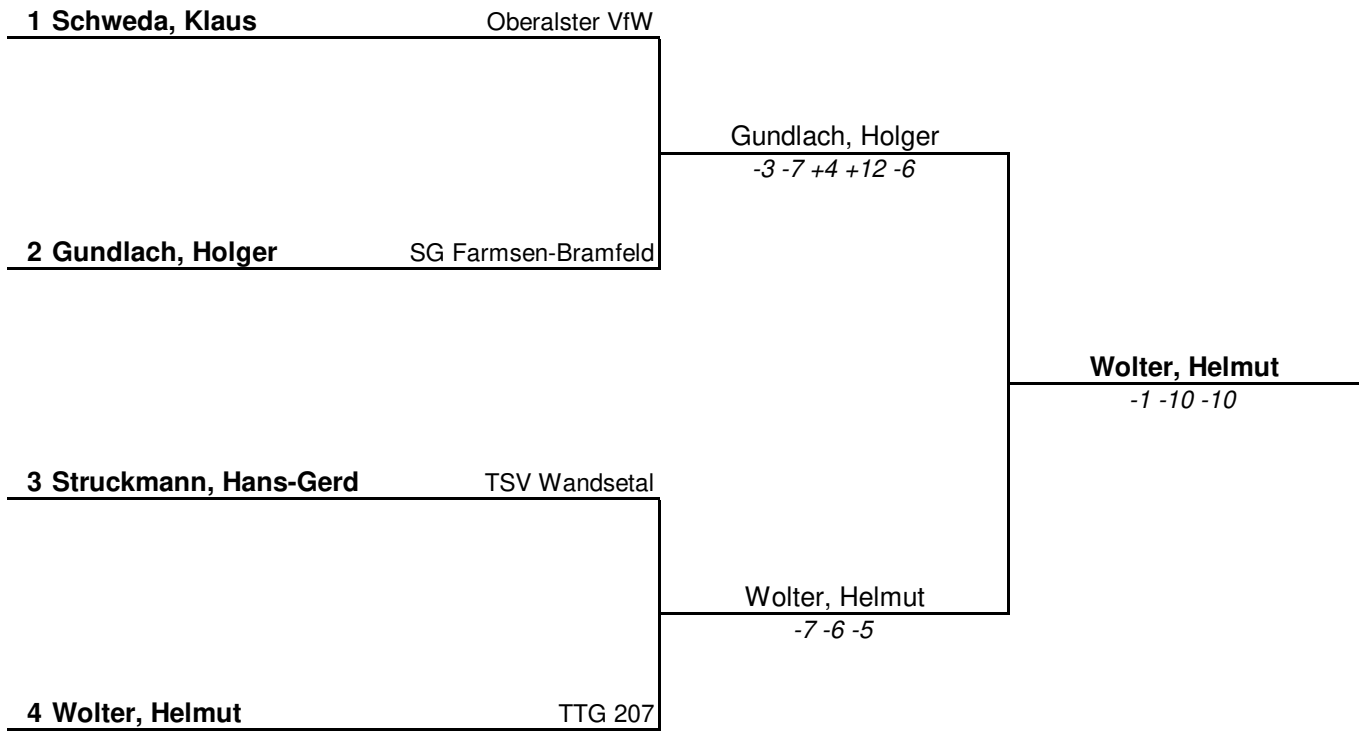 1 Schweda, Klaus Oberalster VfW
Gundlach, Holger
-3 -7 +4 +12 -6
2 Gundlach, Holger SG Farmsen-Bramfeld
Wolter, Helmut
-1 -10 -10
3 Struckmann, Hans-Gerd TSV Wandsetal
Wolter, Helmut
-7 -6 -5
4 Wolter, Helmut TTG 207